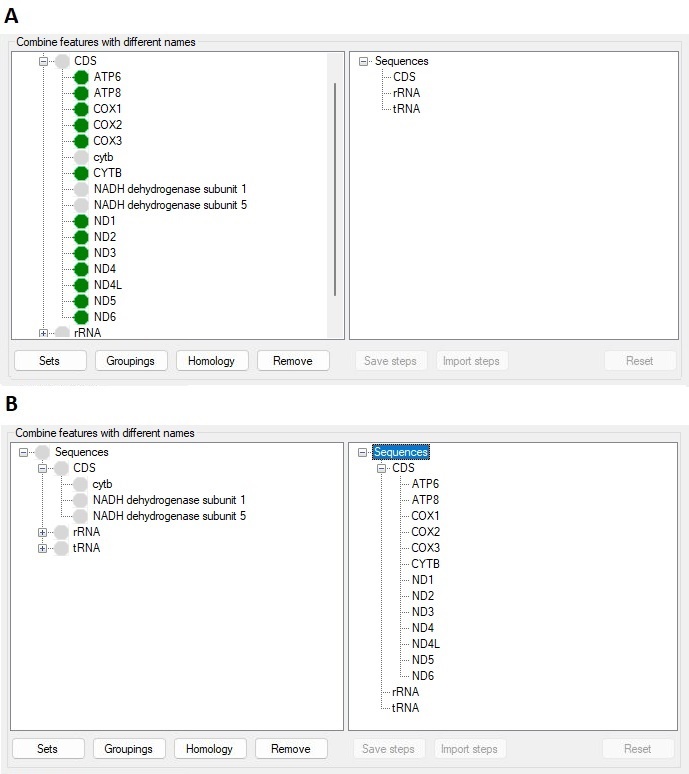 A
Combine features with different names
CDS
ATP6
ATP8
COX1
COX2
COX3
cytb
CYTB
NADH dehydrogenase subunit 1
NADH dehydrogenase subunit 5
ND1
ND2
ND3
ND4
ND4L
ND5
ND6
rRNA
Sequences
CDS
rRNA
tRNA
Sets Groupings Homology Remove Save steps Import steps Reset
B
Combine features with different names
Sequences
CDS
cytb
NADH dehydrogenase subunit 1
NADH dehydrogenase subunit 5
rRNA
tRNA
Sequences
CDS
ATP6
ATP8
COX1
COX2
COX3
CYTB
ND1
ND2
ND3
ND4
ND4L
ND5
ND6
rRNA
tRNA
Sets Groupings Homology Remove Save steps Import steps Reset